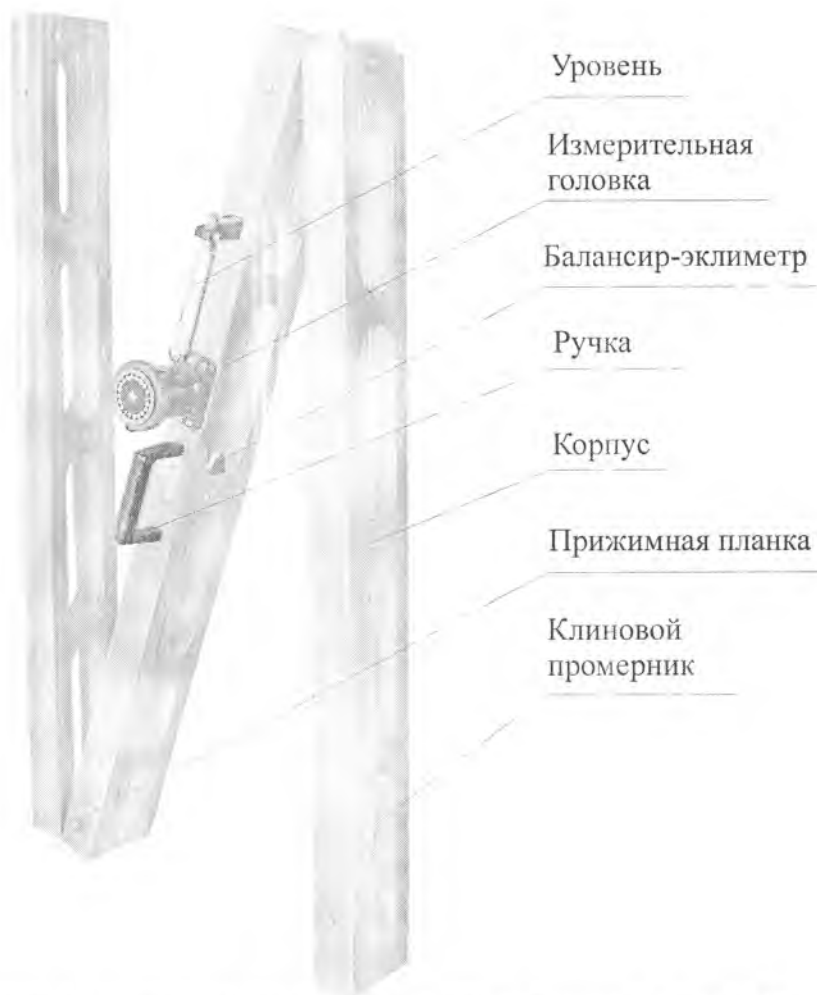 Уровень
Измерительная
головка
Балансир-эклиметр
Ручка
Корпус
Прижимная планка
Клиновой
промерник